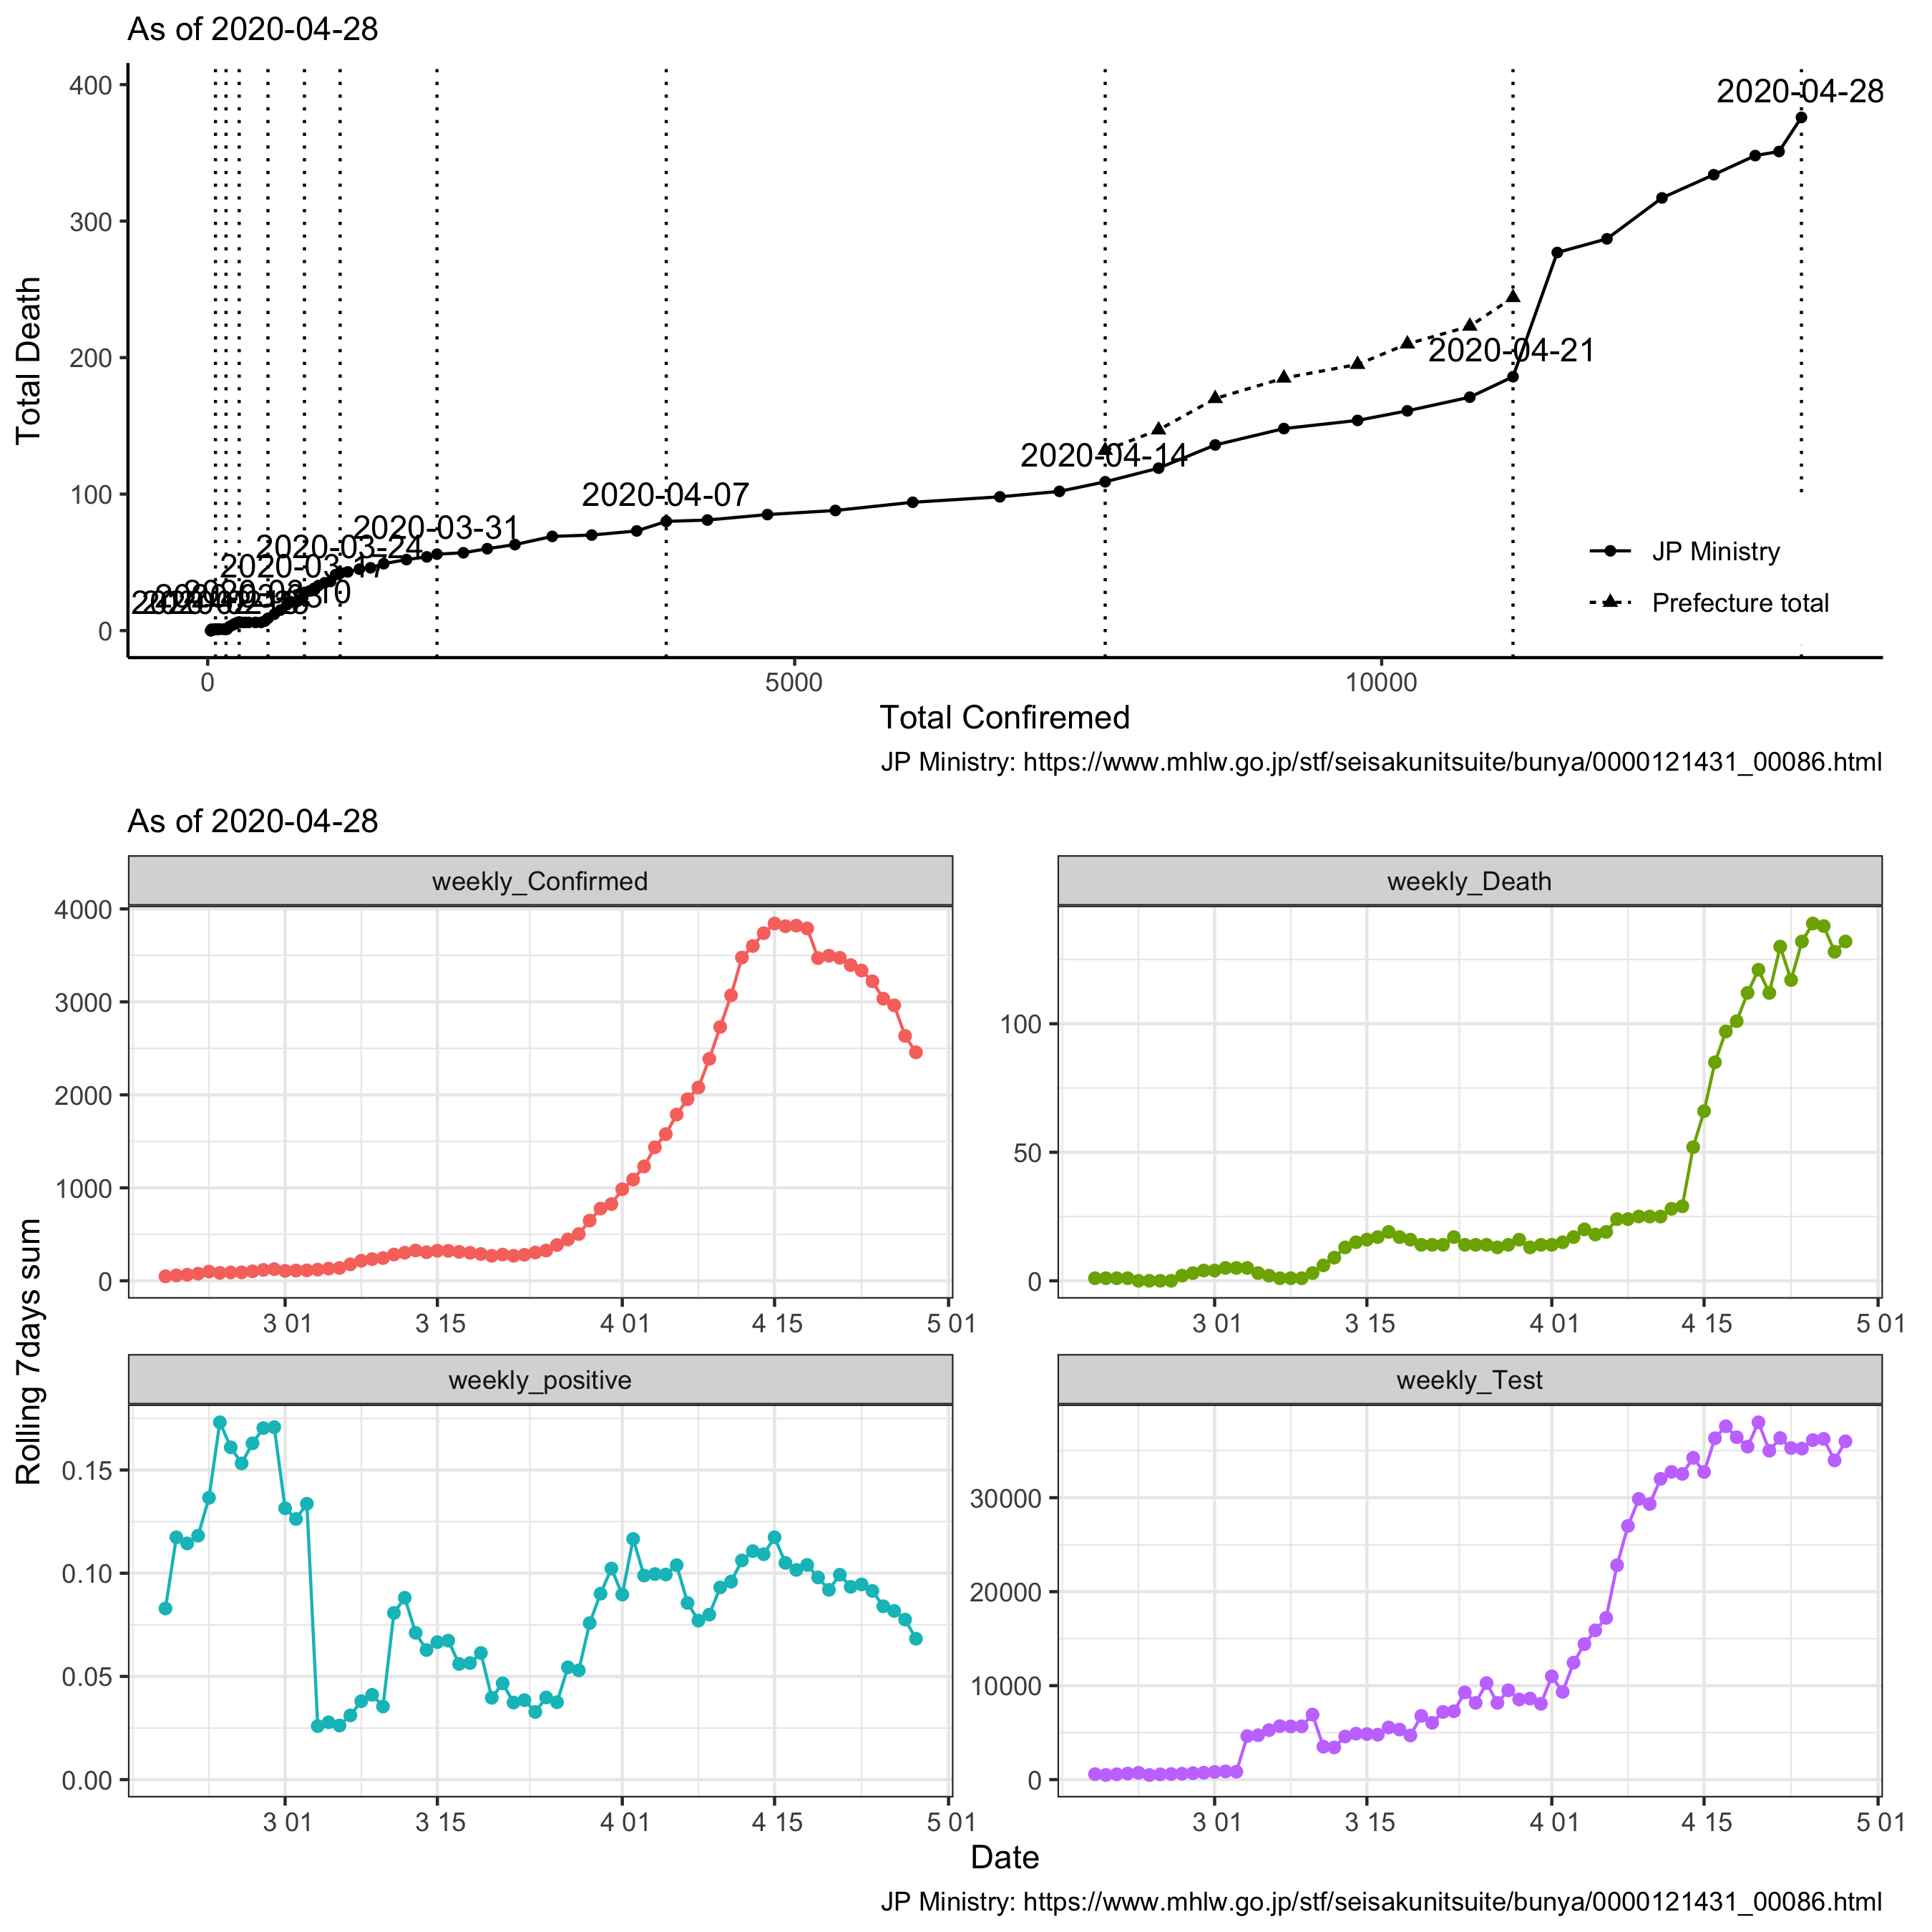 As of 2020-04-28
400
300
200
100
0
Total Death
2020-04-28
2020-04-21
2020-04-14
2020-04-07
2020-03-31
2020-03-24
2020-03-17
JP Ministry
Prefecture total
0 5000 10000
Total Confiremed
JP Ministry: https://www.mhlw.go.jp/stf/seisakunitsuite/bunya/0000121431_00086.html
As of 2020-04-28
Rolling 7days sum
weekly_Confirmed
4000
3000
2000
1000
0
3 01 3 15 4 01 4 15 5 01
weekly_Death
100
50
0
3 01 3 15 4 01 4 15 5 01
weekly_positive
0.15
0.10
0.05
0.00
3 01 3 15 4 01 4 15 5 01
weekly_Test
30000
20000
10000
0
3 01 3 15 4 01 4 15 5 01
Date
JP Ministry: https://www.mhlw.go.jp/stf/seisakunitsuite/bunya/0000121431_00086.html